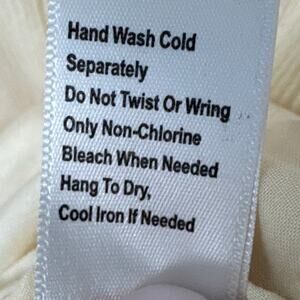 Hand Wash Cold
Separately
Do Not Twist Or Wring
Only Non-Chlorine
Bleach When Needed
Hang To Dry,
Cool Iron If Needed